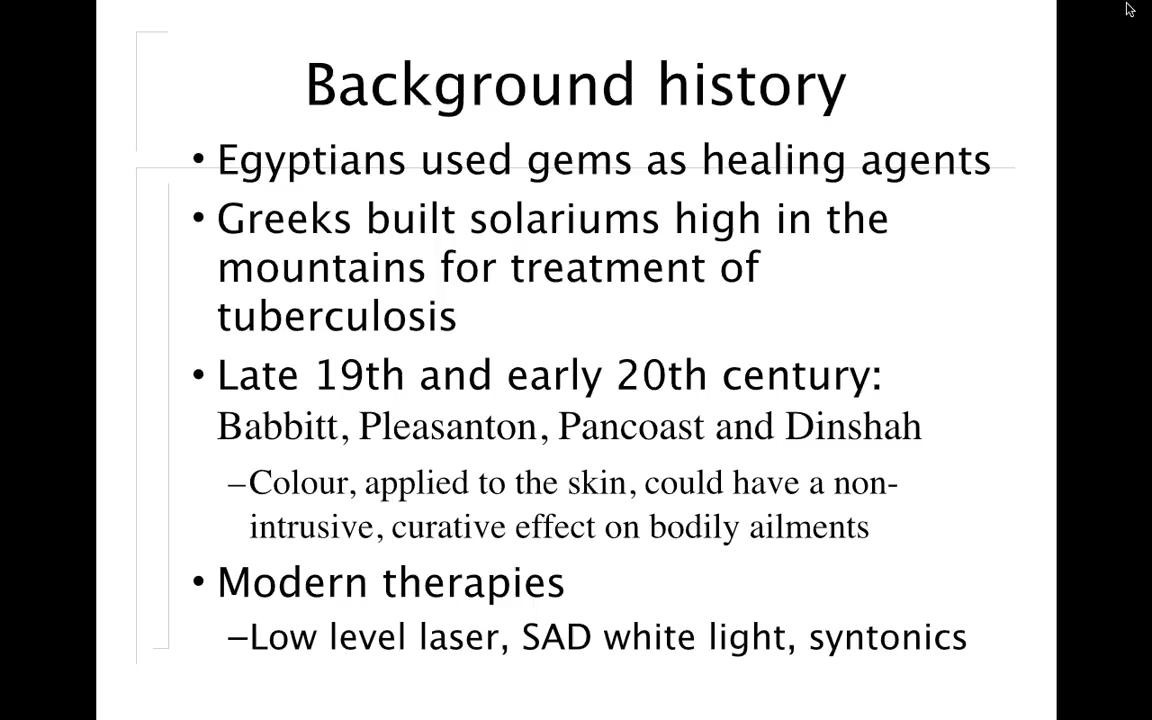 Background history
• Egyptians used gems as healing agents
• Greeks built solariums high in the
mountains for treatment of
tuberculosis
• Late 19th and early 20th century:
Babbitt, Pleasanton, Pancoast and Dinshah
–Colour, applied to the skin, could have a non-
intrusive, curative effect on bodily ailments
• Modern therapies
–Low level laser, SAD white light, syntonics